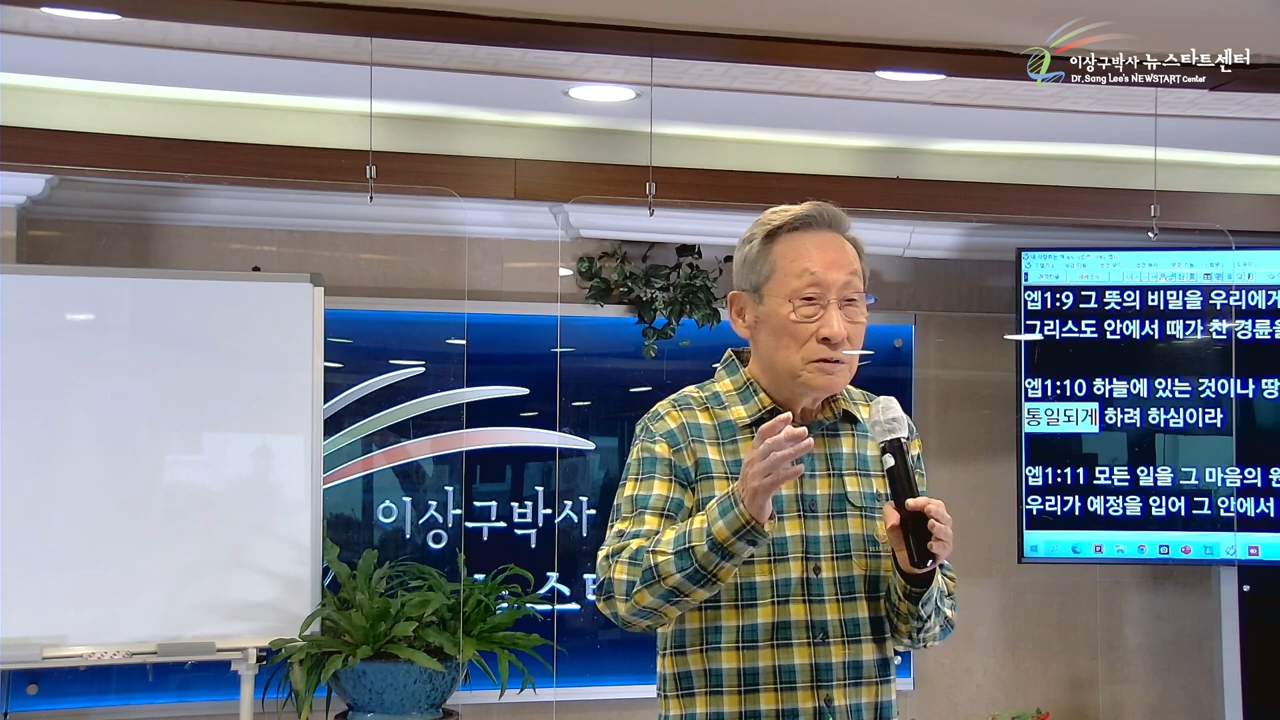 이상구박사 뉴스타트센터
Dr. Sang Lee's NEWSTART Center
이상구박사
스타
엡1:9 그 뜻의 비밀을 우리에게
그리스도 안에서 때가 찬 경륜을
엡1:10 하늘에 있는 것이나 땅
통일되게 하려 하심이라
엡1:11 모든 일을 그 마음의 원
우리가 예정을 입어 그 안에서